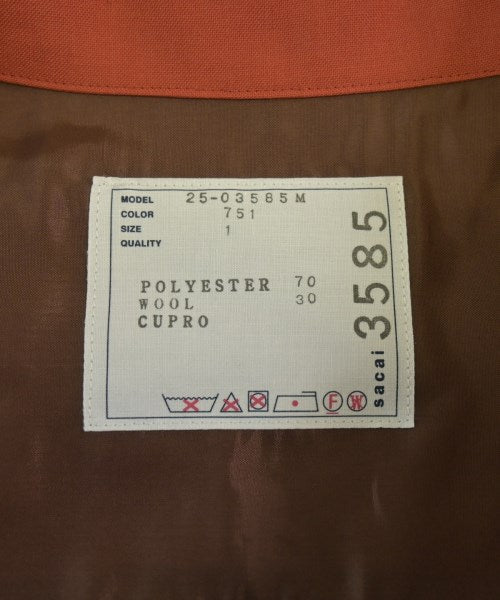 MODEL 25-03585M
COLOR 751
SIZE 1
QUALITY
POLYESTER 70
WOOL 30
CUPRO
F W
sacai 3585